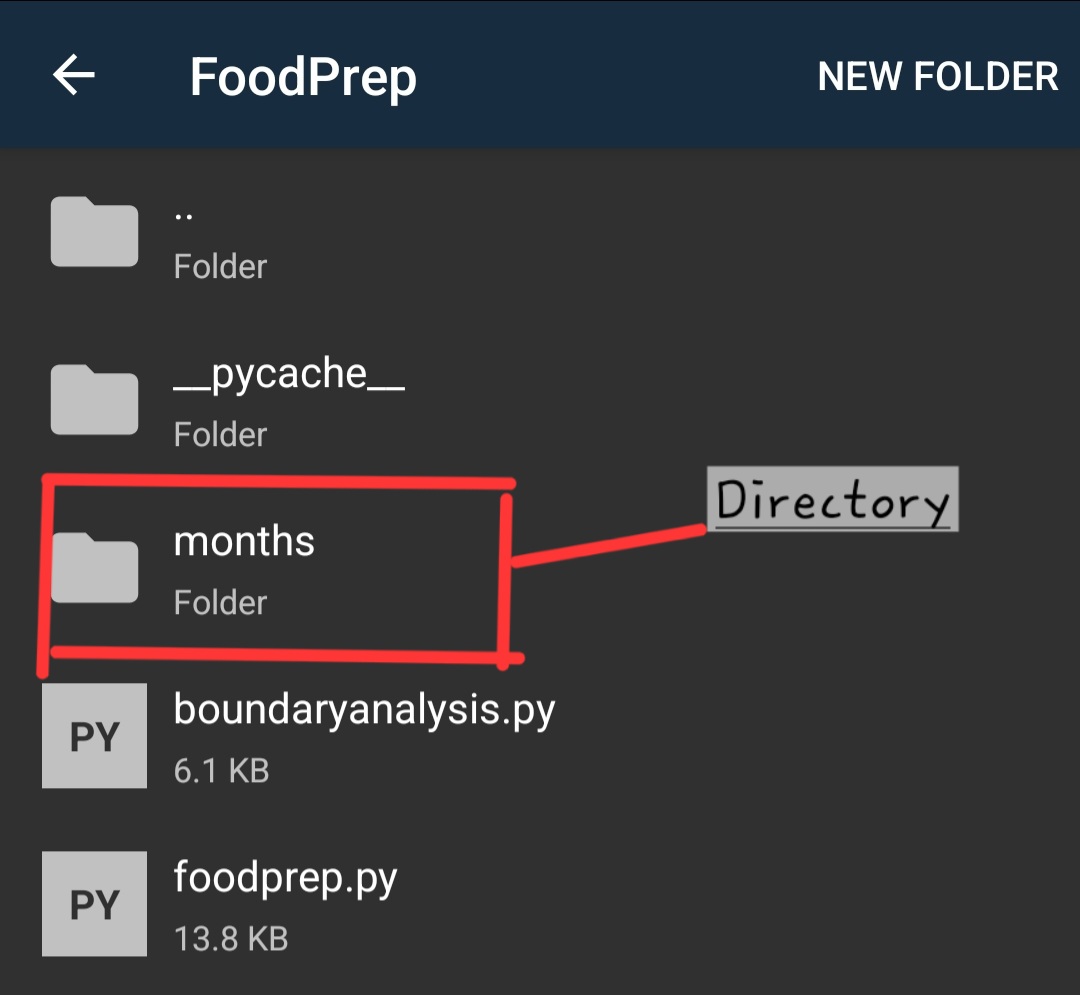 FoodPrep NEW FOLDER
..
Folder
__pycache__
Folder
Directory
months
Folder
PY boundaryanalysis.py
6.1 KB
PY foodprep.py
13.8 KB